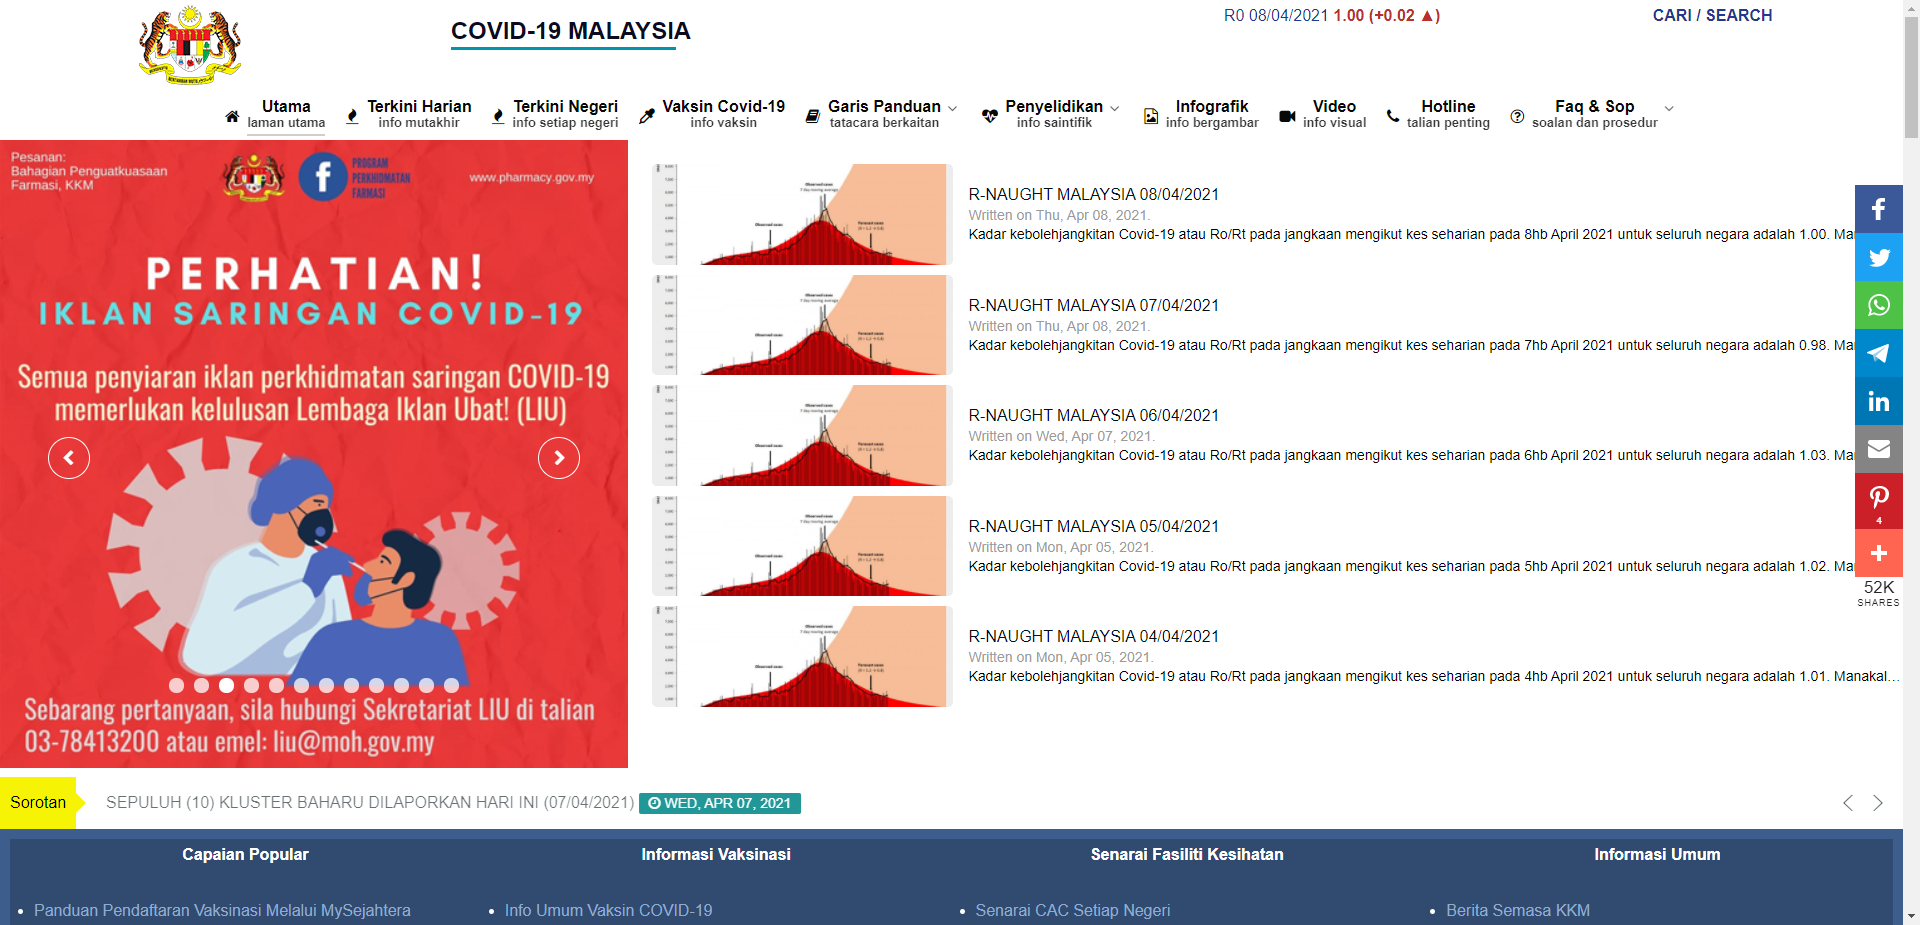 COVID-19 MALAYSIA
R0 08/04/2021 1.00 (+0.02 ▲)
CARI / SEARCH
Utama
laman utama
Terkini Harian
info mutakhir
Terkini Negeri
info setiap negeri
Vaksin Covid-19
info vaksin
Garis Panduan
tatacara berkaitan
Penyelidikan
info saintifik
Infografik
info bergambar
Video
info visual
Hotline
talian penting
Faq & Sop
soalan dan prosedur
Pesanan:
Bahagian Penguatkuasaan
Farmasi, KKM
PROGRAM
PERKHIDMATAN
FARMASI
www.pharmacy.gov.my
PERHATIAN!
IKLAN SARINGAN COVID-19
Semua penyiaran iklan perkhidmatan saringan COVID-19
memerlukan kelulusan Lembaga Iklan Ubat! (LIU)
Sebarang pertanyaan, sila hubungi Sekretariat LIU di talian
03-78413200 atau emel: liu@moh.gov.my
R-NAUGHT MALAYSIA 08/04/2021
Written on Thu, Apr 08, 2021.
Kadar kebolehjangkitan Covid-19 atau Ro/Rt pada jangkaan mengikut kes seharian pada 8hb April 2021 untuk seluruh negara adalah 1.00.
R-NAUGHT MALAYSIA 07/04/2021
Written on Thu, Apr 08, 2021.
Kadar kebolehjangkitan Covid-19 atau Ro/Rt pada jangkaan mengikut kes seharian pada 7hb April 2021 untuk seluruh negara adalah 0.98.
R-NAUGHT MALAYSIA 06/04/2021
Written on Wed, Apr 07, 2021.
Kadar kebolehjangkitan Covid-19 atau Ro/Rt pada jangkaan mengikut kes seharian pada 6hb April 2021 untuk seluruh negara adalah 1.03.
R-NAUGHT MALAYSIA 05/04/2021
Written on Mon, Apr 05, 2021.
Kadar kebolehjangkitan Covid-19 atau Ro/Rt pada jangkaan mengikut kes seharian pada 5hb April 2021 untuk seluruh negara adalah 1.02.
R-NAUGHT MALAYSIA 04/04/2021
Written on Mon, Apr 05, 2021.
Kadar kebolehjangkitan Covid-19 atau Ro/Rt pada jangkaan mengikut kes seharian pada 4hb April 2021 untuk seluruh negara adalah 1.01. Manakal...
4
52K
SHARES
Sorotan
SEPULUH (10) KLUSTER BAHARU DILAPORKAN HARI INI (07/04/2021) WED, APR 07, 2021
Capaian Popular
Informasi Vaksinasi
Senarai Fasiliti Kesihatan
Informasi Umum
Panduan Pendaftaran Vaksinasi Melalui MySejahtera
Info Umum Vaksin COVID-19
Senarai CAC Setiap Negeri
Berita Semasa KKM